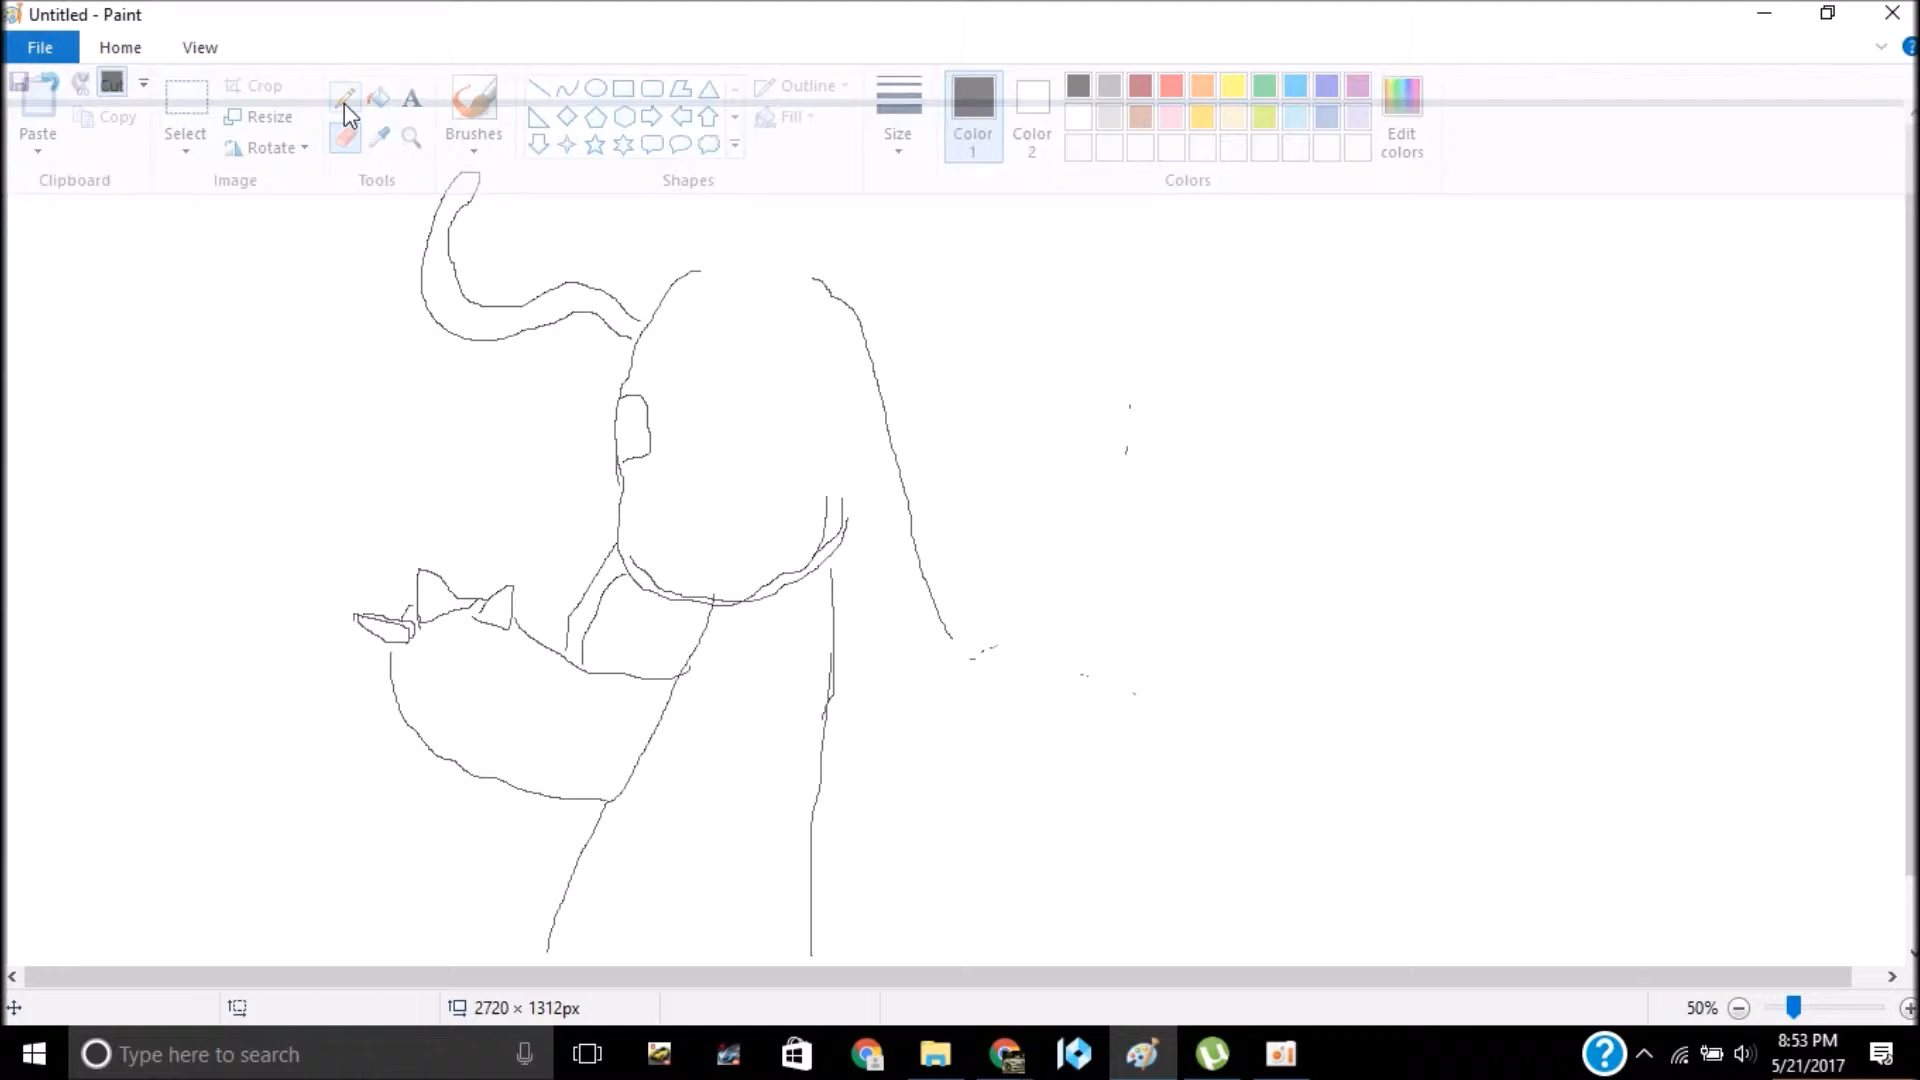 Untitled - Paint
File Home View
Cut Crop
Paste Copy Select Resize Rotate A Brushes Outline Fill Size Color 1 Color 2 Edit colors
Clipboard Image Tools Shapes Colors
2720 × 1312px 50%
Type here to search
8:53 PM
5/21/2017